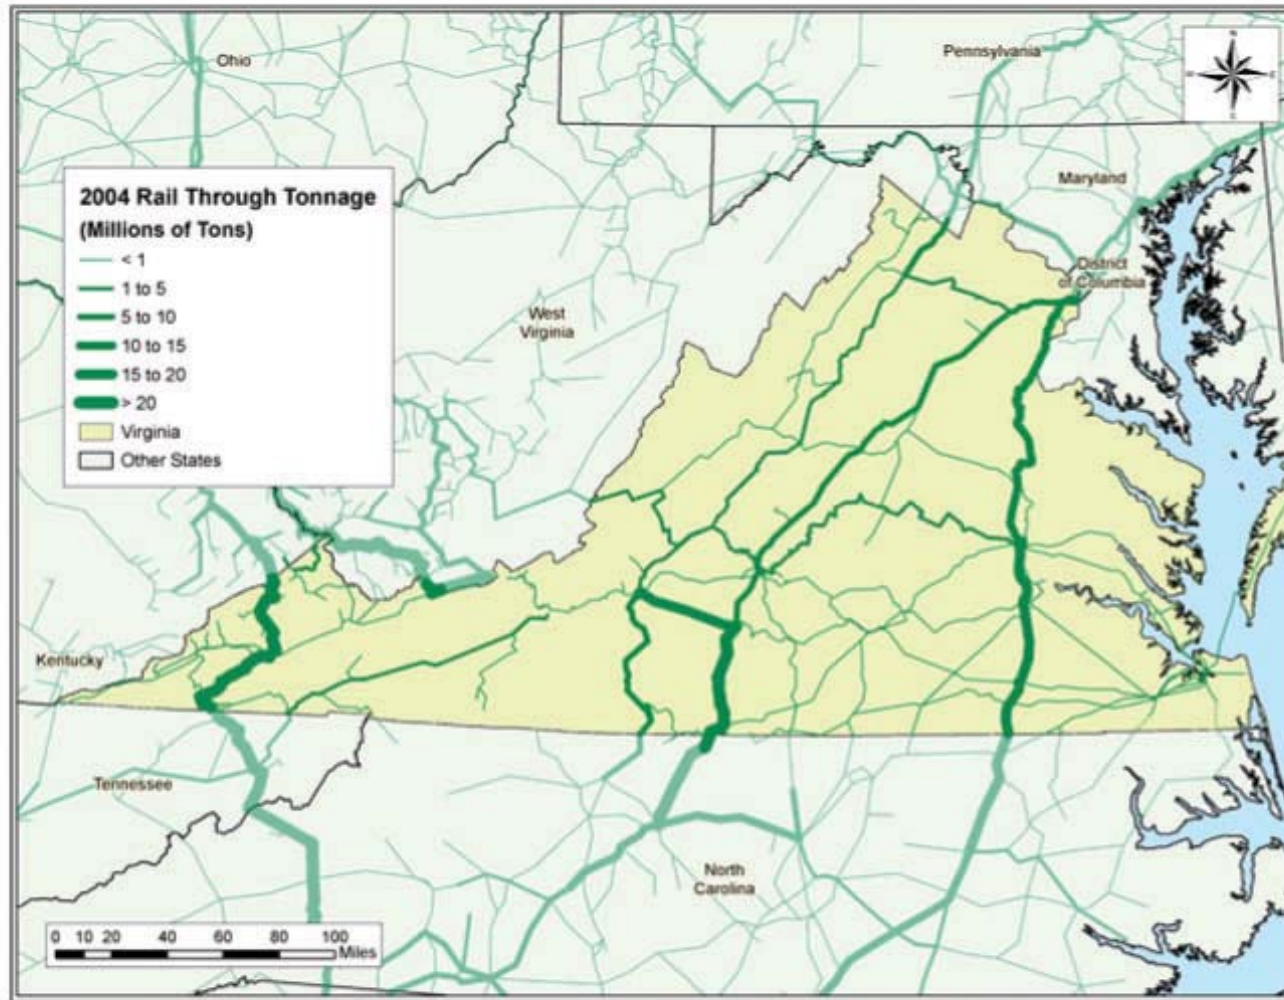 Ohio
Pennsylvania
N
Maryland
2004 Rail Through Tonnage
(Millions of Tons)
< 1
1 to 5
5 to 10
10 to 15
15 to 20
> 20
Virginia
Other States
District
of Columbia
West
Virginia
Kentucky
Tennessee
North
Carolina
0 10 20 40 60 80 100
Miles